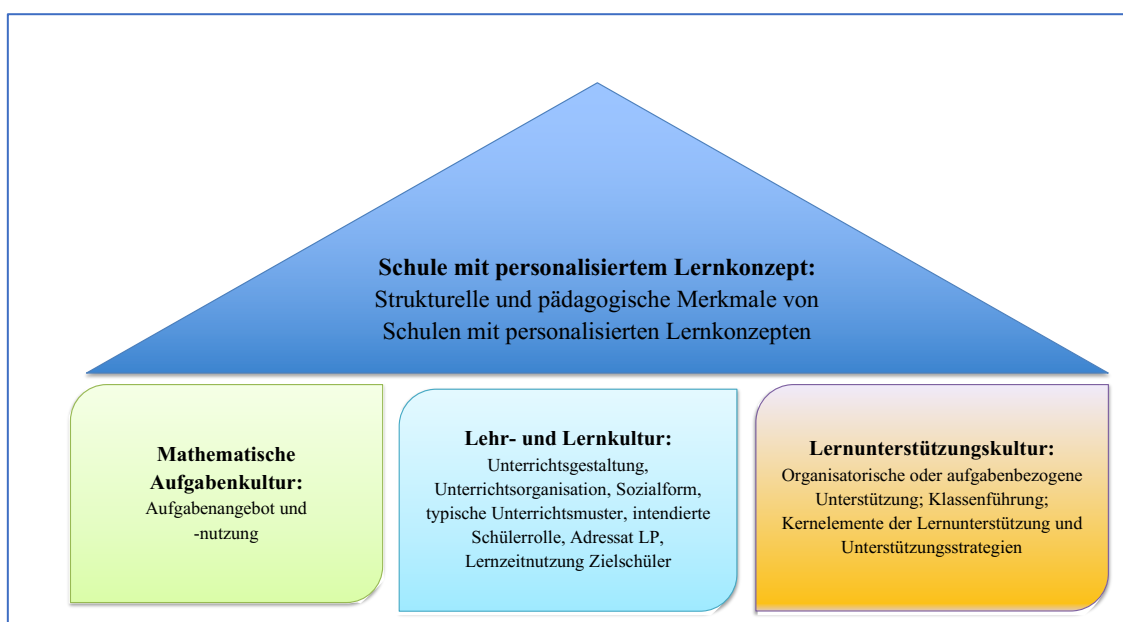 Schule mit personalisiertem Lernkonzept:
Strukturelle und pädagogische Merkmale von
Schulen mit personalisierten Lernkonzepten
Mathematische
Aufgabenkultur:
Aufgabenangebot und
-nutzung
Lehr- und Lernkultur:
Unterrichtsgestaltung,
Unterrichtsorganisation, Sozialform,
typische Unterrichtsmuster, intendierte
Schülerrolle, Adressat LP,
Lernzeitnutzung Zielschüler
Lernunterstützungskultur:
Organisatorische oder aufgabenbezogene
Unterstützung; Klassenführung;
Kernelemente der Lernunterstützung und
Unterstützungsstrategien